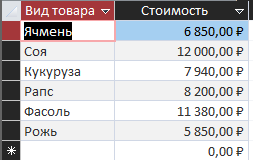 Вид товара Стоимость
Ячмень 6 850,00 ₽
Соя 12 000,00 ₽
Кукуруза 7 940,00 ₽
Рапс 8 200,00 ₽
Фасоль 11 380,00 ₽
Рожь 5 850,00 ₽
0,00 ₽